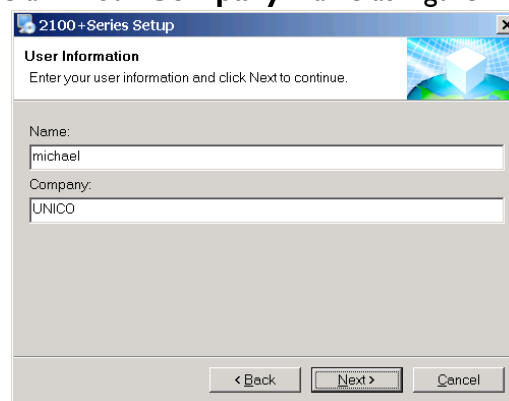 2100+Series Setup
User Information
Enter your user information and click Next to continue.
Name:
michael
Company:
UNICO
< Back
Next >
Cancel